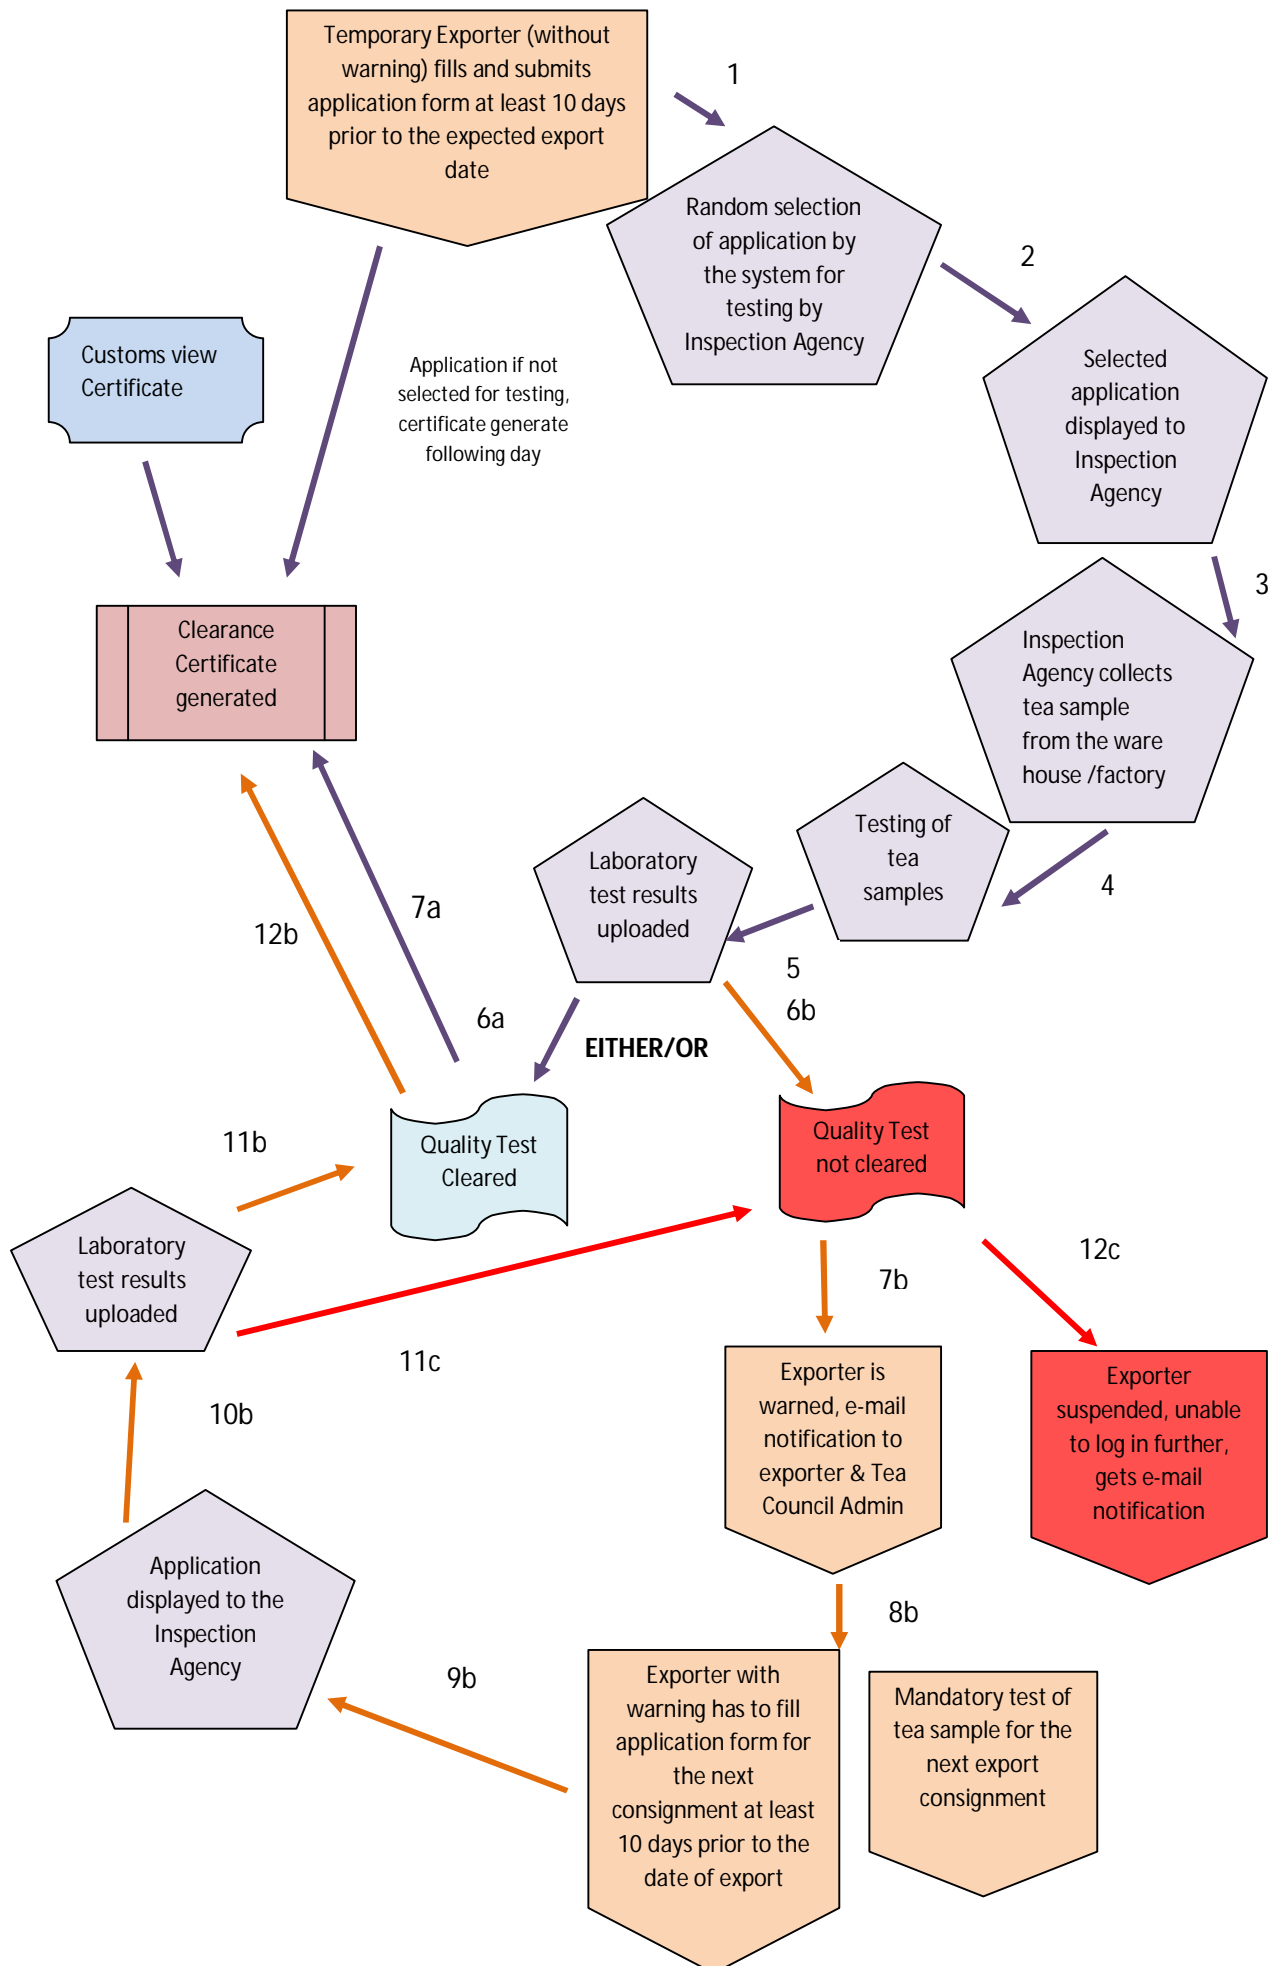 Temporary Exporter (without
warning) fills and submits
application form at least 10 days
prior to the expected export
date
1
Random selection
of application by
the system for
testing by
Inspection Agency
2
Selected
application
displayed to
Inspection
Agency
Customs view
Certificate
Application if not
selected for testing,
certificate generate
following day
3
Clearance
Certificate
generated
Inspection
Agency collects
tea sample
from the ware
house /factory
4
Testing of
tea
samples
Laboratory
test results
uploaded
5
7a
12b
6a
6b
EITHER/OR
Quality Test
Cleared
Quality Test
not cleared
11b
Laboratory
test results
uploaded
11c
7b
12c
Exporter is
warned, e-mail
notification to
exporter & Tea
Council Admin
Exporter
suspended, unable
to log in further,
gets e-mail
notification
10b
Application
displayed to the
Inspection
Agency
8b
9b
Exporter with
warning has to fill
application form for
the next
consignment at least
10 days prior to the
date of export
Mandatory test of
tea sample for the
next export
consignment